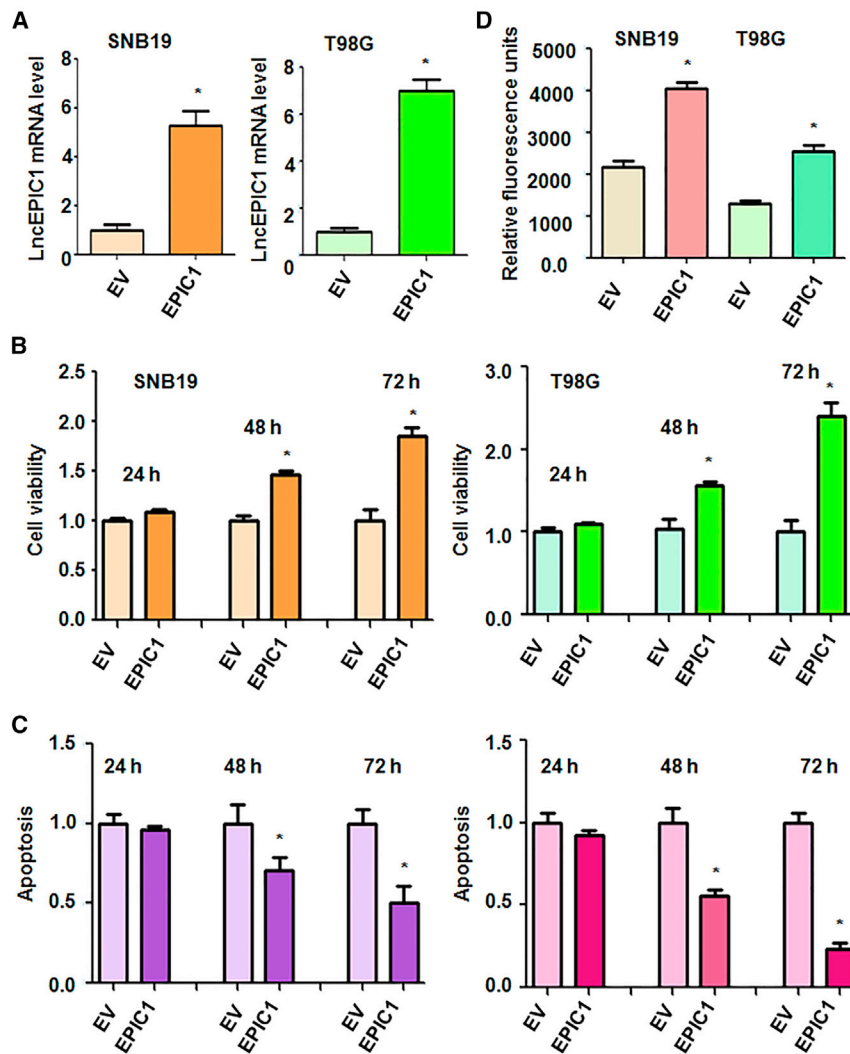 A
SNB19
LncEPIC1 mRNA level
8
6
4
2
0
*
EV
EPIC1
T98G
LncEPIC1 mRNA level
8
6
4
2
0
*
EV
EPIC1
D
SNB19 T98G
Relative fluorescence units
5000
4000
3000
2000
1000
0.0
*
*
EV
EPIC1
EV
EPIC1
B
SNB19
Cell viability
2.5
2.0
1.5
1.0
0.5
0.0
24 h
48 h
72 h
*
*
EV
EPIC1
EV
EPIC1
EV
EPIC1
T98G
Cell viability
3.0
2.0
1.0
0.0
24 h
48 h
72 h
*
*
EV
EPIC1
EV
EPIC1
EV
EPIC1
C
Apoptosis
1.5
1.0
0.5
0.0
24 h 48 h 72 h
*
*
EV
EPIC1
EV
EPIC1
EV
EPIC1
Apoptosis
1.5
1.0
0.5
0.0
24 h 48 h 72 h
*
*
EV
EPIC1
EV
EPIC1
EV
EPIC1